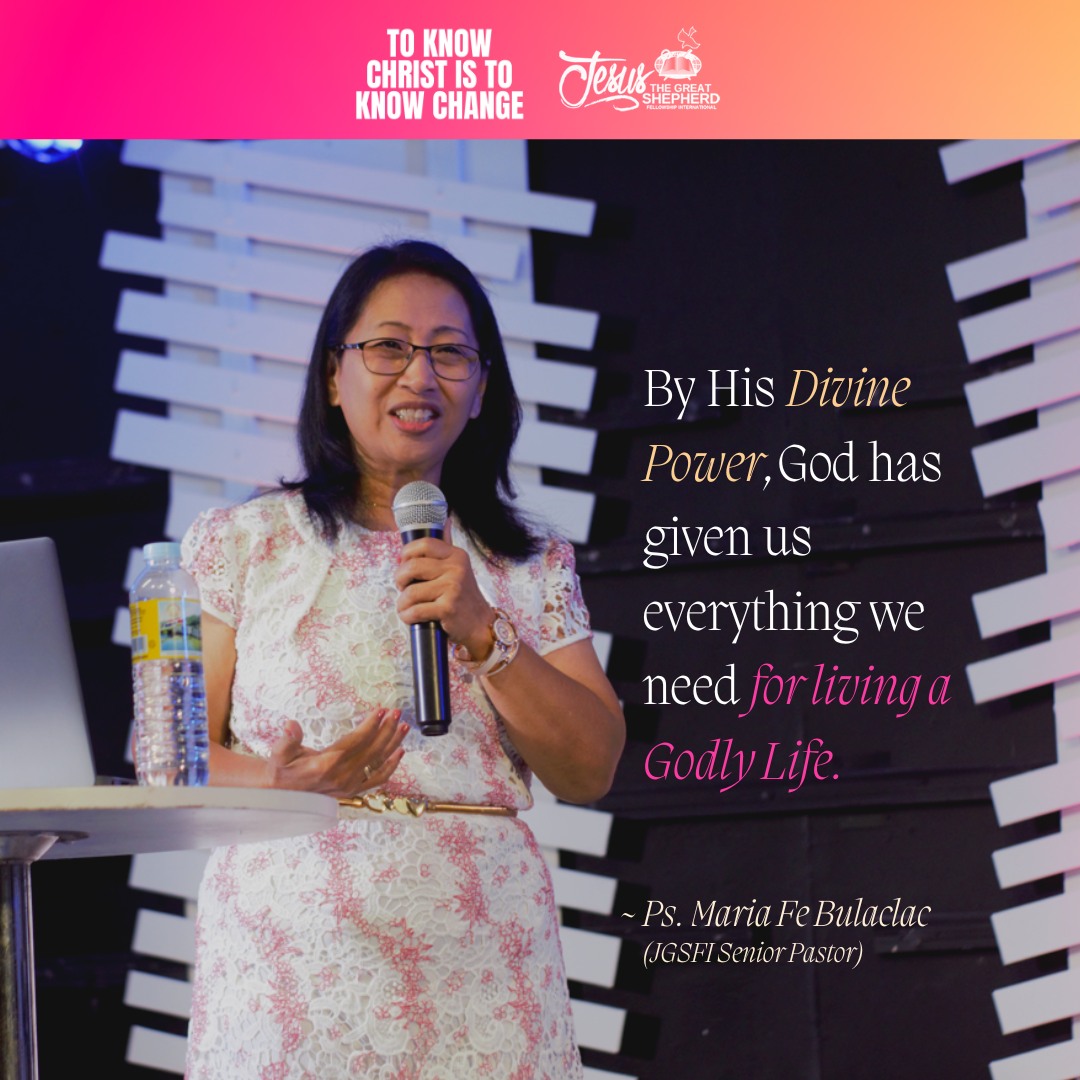 TO KNOW
CHRIST IS TO
KNOW CHANGE
Jesus
THE GREAT
SHEPHERD
FELLOWSHIP INTERNATIONAL
By His Divine
Power, God has
given us
everything we
need for living a
Godly Life.
~ Ps. Maria Fe Bulaclac
(JGSFI Senior Pastor)